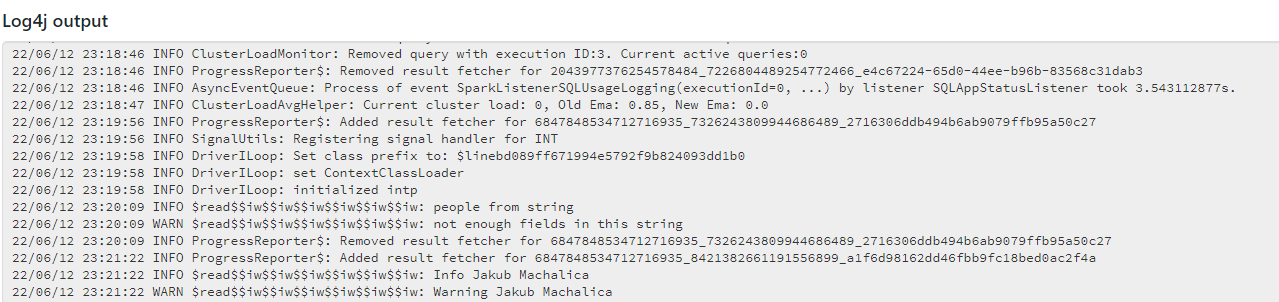 Log4j output
22/06/12 23:18:46 INFO ClusterLoadMonitor: Removed query with execution ID:3. Current active queries:0
22/06/12 23:18:46 INFO ProgressReporter$: Removed result fetcher for 2043977376254578484_7226804489254772466_e4c67224-65d0-44ee-b96b-83568c31dab3
22/06/12 23:18:46 INFO AsyncEventQueue: Process of event SparkListenerSQLUsageLogging(executionId=0, ...) by listener SQLAppStatusListener took 3.543112877s.
22/06/12 23:18:47 INFO ClusterLoadAvgHelper: Current cluster load: 0, Old Ema: 0.85, New Ema: 0.0
22/06/12 23:19:56 INFO ProgressReporter$: Added result fetcher for 6847848534712716935_7326243809944686489_2716306ddb494b6ab9079ffb95a50c27
22/06/12 23:19:56 INFO SignalUtils: Registering signal handler for INT
22/06/12 23:19:58 INFO DriverILoop: Set class prefix to: $linebd089ff671994e5792f9b824093dd1b0
22/06/12 23:19:58 INFO DriverILoop: set ContextClassLoader
22/06/12 23:19:58 INFO DriverILoop: initialized intp
22/06/12 23:20:09 INFO $read$$iw$$iw$$iw$$iw$$iw$$iw: people from string
22/06/12 23:20:09 WARN $read$$iw$$iw$$iw$$iw$$iw$$iw: not enough fields in this string
22/06/12 23:20:09 INFO ProgressReporter$: Removed result fetcher for 6847848534712716935_7326243809944686489_2716306ddb494b6ab9079ffb95a50c27
22/06/12 23:21:22 INFO ProgressReporter$: Added result fetcher for 6847848534712716935_8421382661191556899_a1f6d98162dd46fbb9fc18bed0ac2f4a
22/06/12 23:21:22 INFO $read$$iw$$iw$$iw$$iw$$iw$$iw: Info Jakub Machalica
22/06/12 23:21:22 WARN $read$$iw$$iw$$iw$$iw$$iw$$iw: Warning Jakub Machalica